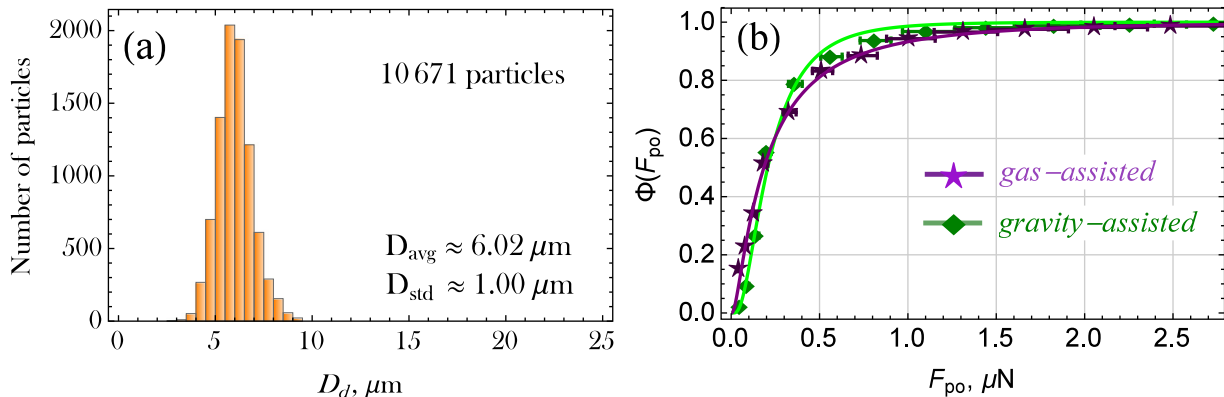 (a)
10 671 particles
D_avg ≈ 6.02 μm
D_std ≈ 1.00 μm
Number of particles
2000
1500
1000
500
0
0 5 10 15 20 25
D_d, μm
(b)
gas–assisted
gravity–assisted
Φ(F_po)
1.0
0.8
0.6
0.4
0.2
0.0
0.0 0.5 1.0 1.5 2.0 2.5
F_po, μN